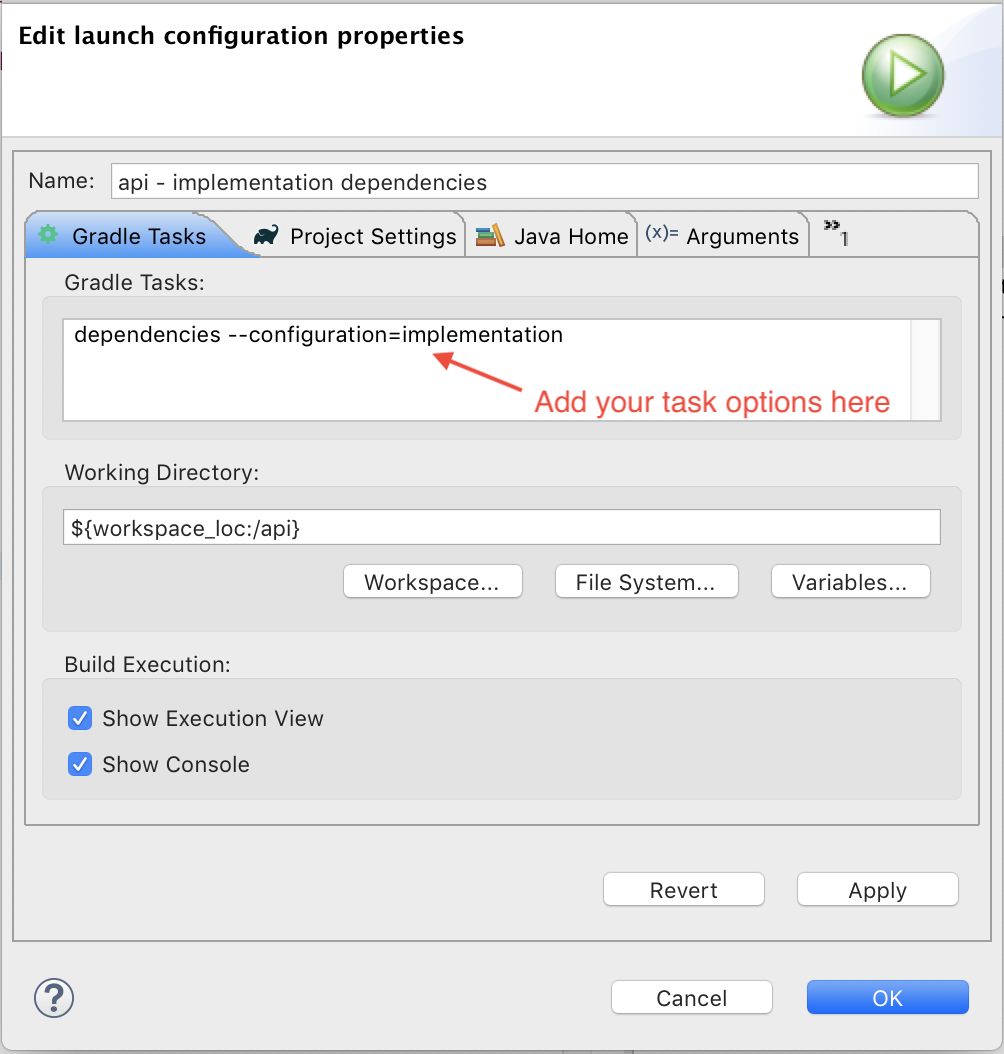 Edit launch configuration properties
Name: api - implementation dependencies
Gradle Tasks Project Settings Java Home (x)= Arguments »1
Gradle Tasks:
dependencies --configuration=implementation
Add your task options here
Working Directory:
${workspace_loc:/api}
Workspace... File System... Variables...
Build Execution:
Show Execution View
Show Console
Revert Apply
? Cancel OK